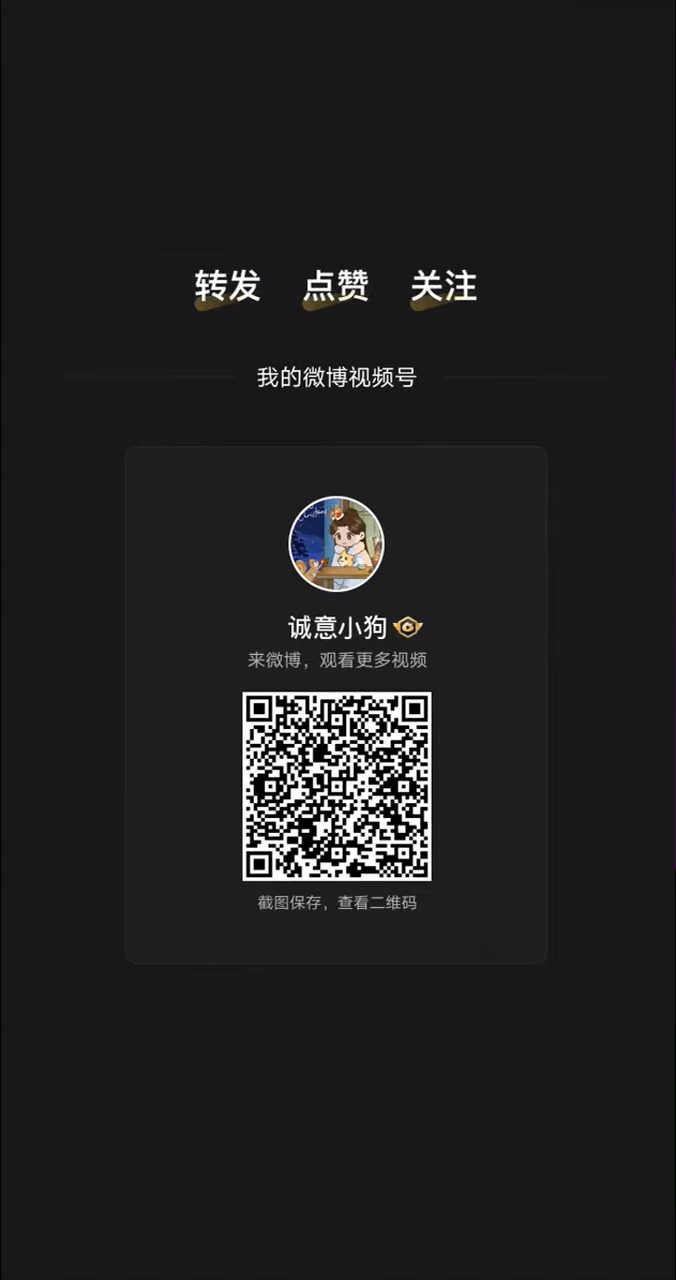 转发 点赞 关注
我的微博视频号
诚意小狗
来微博，观看更多视频
截图保存，查看二维码